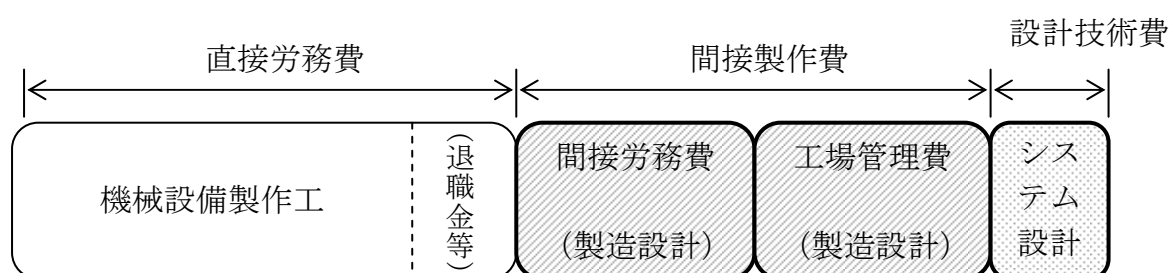 設計技術費
直接労務費
間接製作費
機械設備製作工
(退職金等)
間接労務費
(製造設計)
工場管理費
(製造設計)
シス
テム
設計